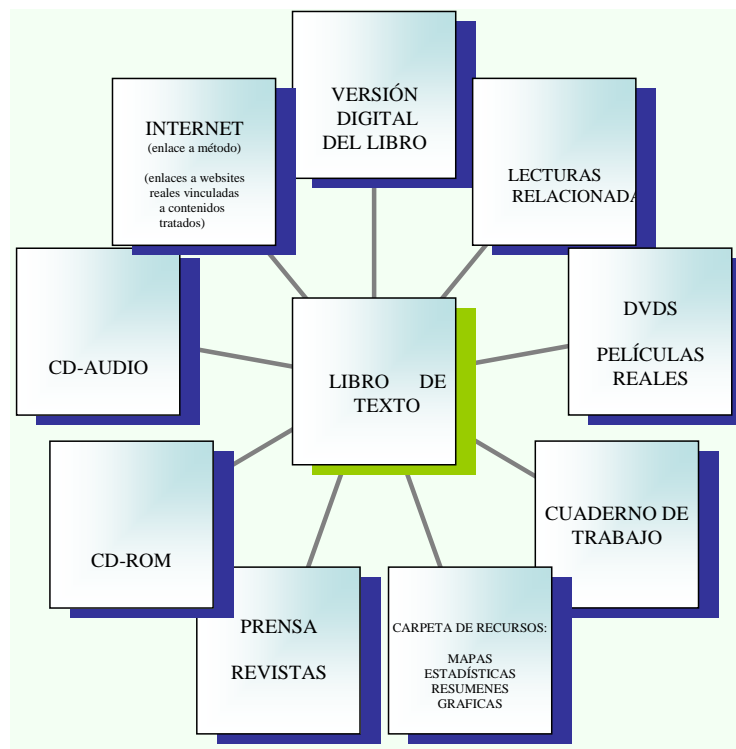 VERSIÓN
DIGITAL
DEL LIBRO
INTERNET
(enlace a método)
(enlaces a websites
reales vinculadas
a contenidos
tratados)
LECTURAS
RELACIONADA
DVDS
PELÍCULAS
REALES
CD-AUDIO
LIBRO DE
TEXTO
CUADERNO DE
TRABAJO
CD-ROM
PRENSA
REVISTAS
CARPETA DE RECURSOS:
MAPAS
ESTADÍSTICAS
RESUMENES
GRAFICAS